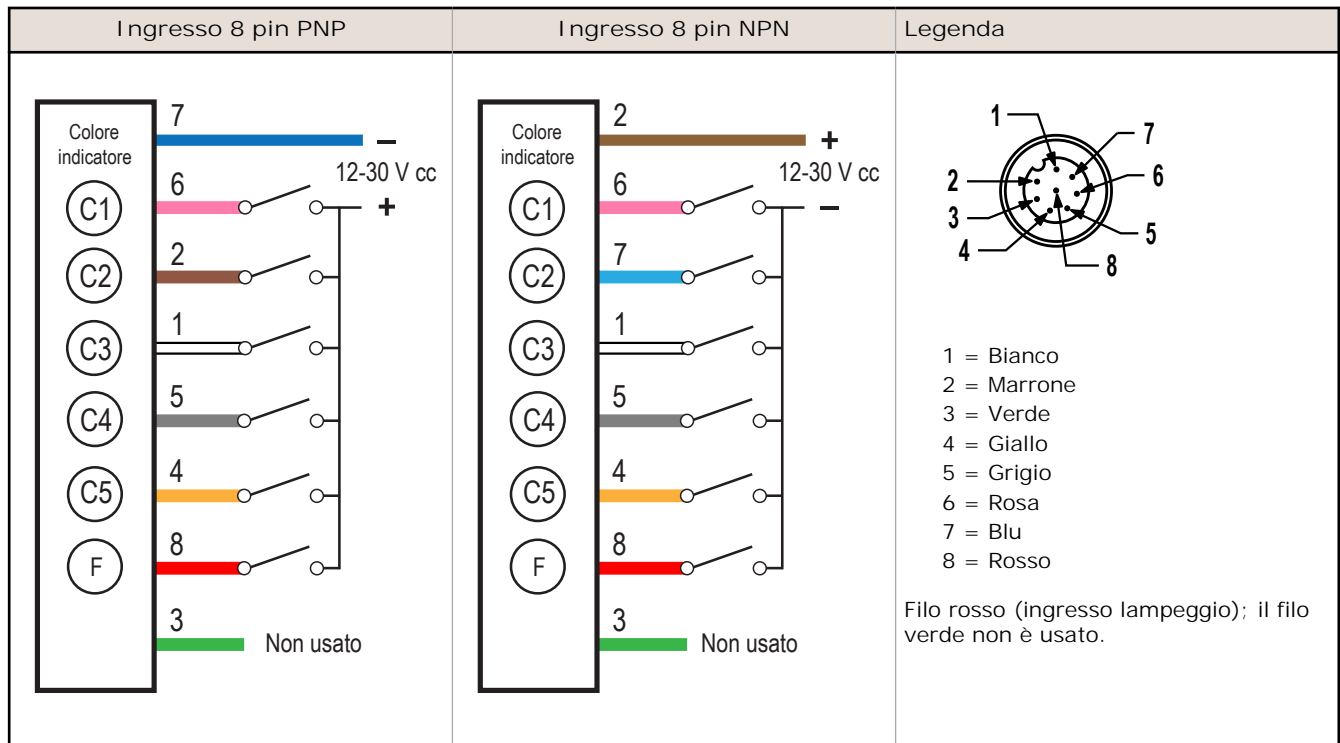 Ingresso 8 pin PNP
Ingresso 8 pin NPN
Legenda
Colore
indicatore
7
–
12-30 V cc
C1
6
+
C2
2
C3
1
C4
5
C5
4
F
8
3
Non usato
Colore
indicatore
2
+
12-30 V cc
C1
6
–
C2
7
C3
1
C4
5
C5
4
F
8
3
Non usato
1
7
2
6
3
5
4
8
1 = Bianco
2 = Marrone
3 = Verde
4 = Giallo
5 = Grigio
6 = Rosa
7 = Blu
8 = Rosso
Filo rosso (ingresso lampeggio); il filo
verde non è usato.